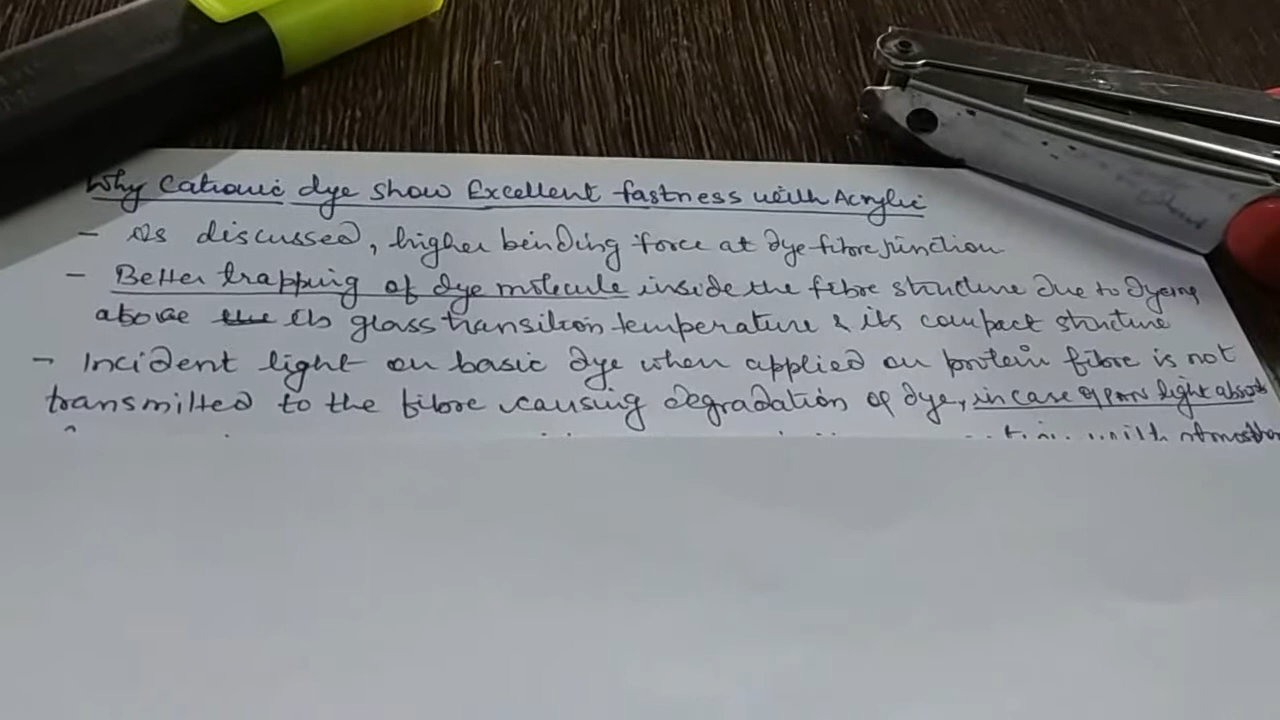 Why Cationic dye show Excellent fastness with Acrylic
- As discussed, higher beinding force at dye fibre junction
- Better trapping of dye molecule inside the fibre structure due to Dyeing
above its glass transition temperature & its compact structure
- Incident light on basic dye when applied on protein fibre is not
transmitted to the fibre causing degradation of dye, in case of PAN light absorb
with atmosphe